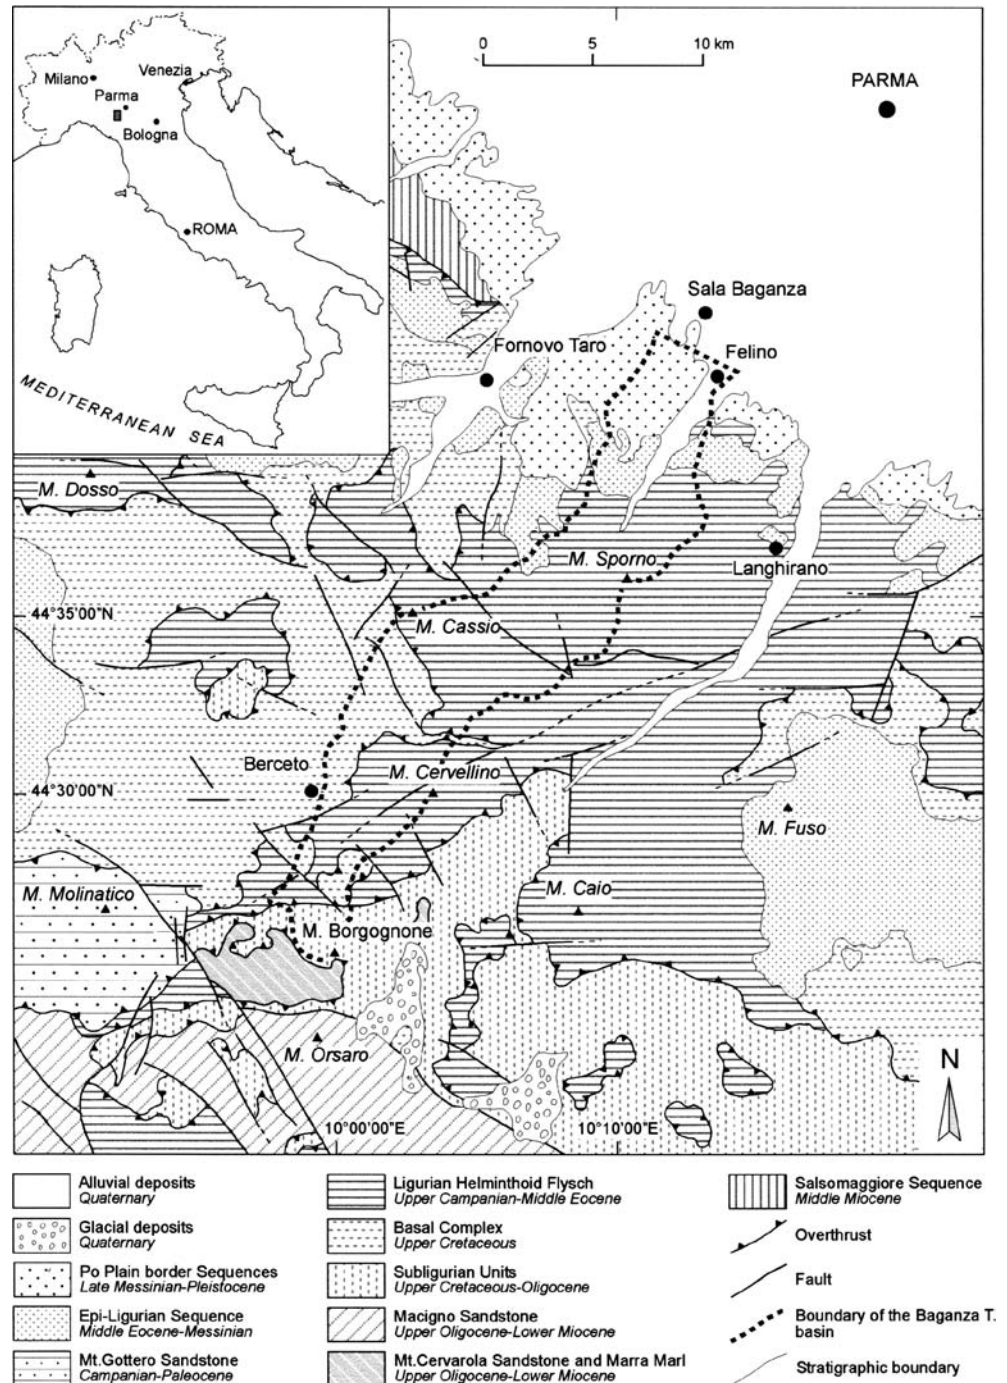 Milano
Venezia
Parma
Bologna
ROMA
MEDITERRANEAN SEA
0 5 10 km
PARMA
Sala Baganza
Fornovo Taro
Felino
M. Dosso
M. Sporno
Langhirano
44°35'00"N
M. Cassio
Berceto
M. Cervellino
44°30'00"N
M. Fuso
M. Molinatico
M. Caio
M. Borgognone
M. Orsaro
N
10°00'00"E
10°10'00"E
Alluvial deposits
Quaternary
Glacial deposits
Quaternary
Po Plain border Sequences
Late Messinian-Pleistocene
Epi-Ligurian Sequence
Middle Eocene-Messinian
Mt.Gottero Sandstone
Campanian-Paleocene
Ligurian Helminthoid Flysch
Upper Campanian-Middle Eocene
Basal Complex
Upper Cretaceous
Subligurian Units
Upper Cretaceous-Oligocene
Macigno Sandstone
Upper Oligocene-Lower Miocene
Mt.Cervarola Sandstone and Marra Marl
Upper Oligocene-Lower Miocene
Salsomaggiore Sequence
Middle Miocene
Overthrust
Fault
Boundary of the Baganza T.
basin
Stratigraphic boundary